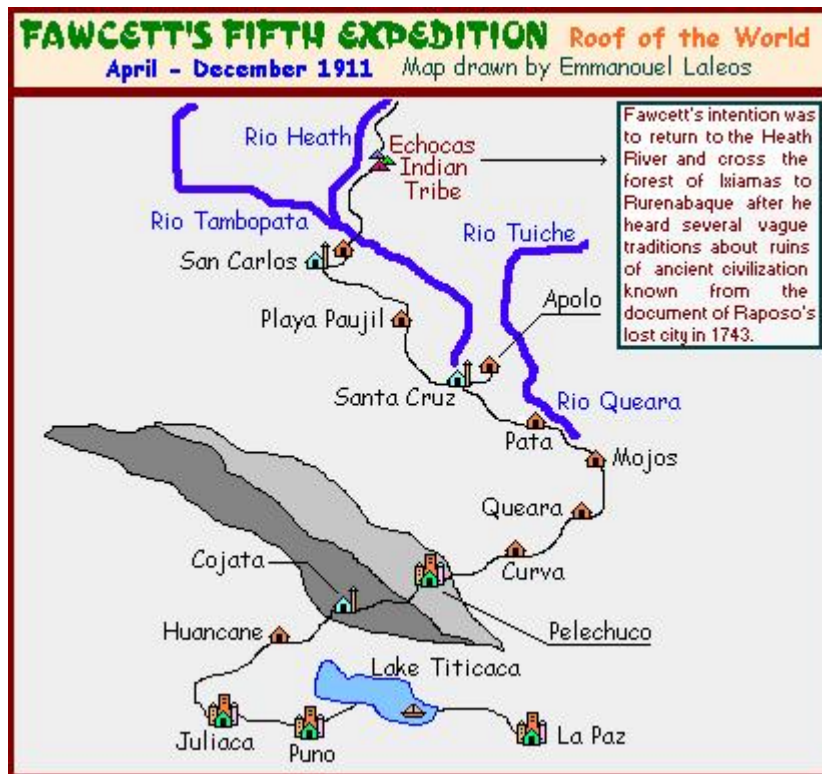 FAWCETT'S FIFTH EXPEDITION Roof of the World
April - December 1911 Map drawn by Emmanouel Laleos
Fawcett's intention was
to return to the Heath
River and cross the
forest of Ixiamas to
Rurenabaque after he
heard several vague
traditions about ruins
of ancient civilization
known from the
document of Raposo's
lost city in 1743.
Rio Heath
Echocas
Indian
Tribe
Rio Tambopata
Rio Tuiche
San Carlos
Apolo
Playa Paujil
Santa Cruz
Rio Queara
Pata
Mojos
Queara
Cojata
Curva
Huancane
Pelechuco
Lake Titicaca
Juliaca
Puno
La Paz